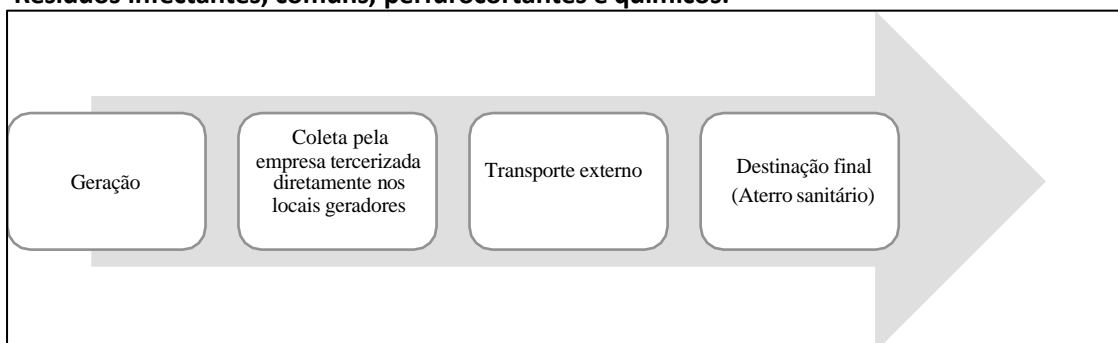 Resíduos infectantes, comuns, perfurocortantes e químicos:
Geração
Coleta pela
empresa tercerizada
diretamente nos
locais geradores
Transporte externo
Destinação final
(Aterro sanitário)